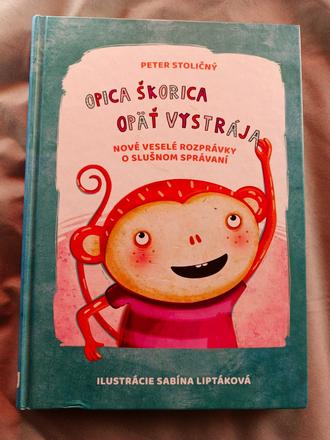 PETER STOLIČNÝ
OPICA ŠKORICA
OPÄŤ VYSTRÁJA
NOVÉ VESELÉ ROZPRÁVKY
O SLUŠNOM SPRÁVANÍ
ILUSTRÁCIE SABÍNA LIPTÁKOVÁ